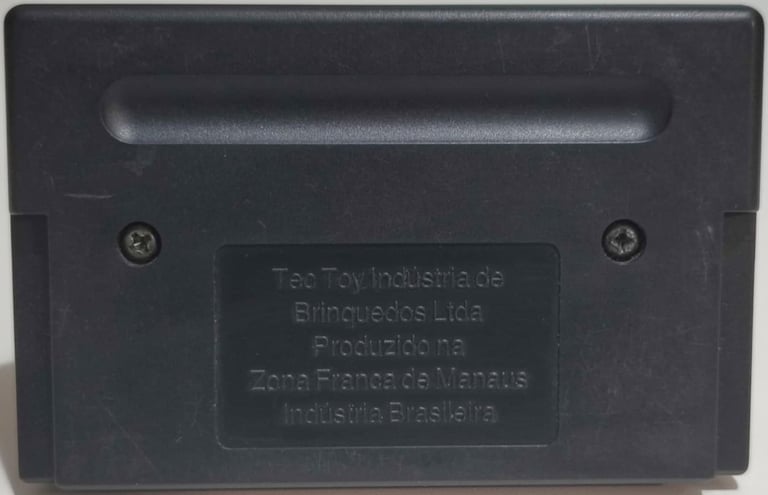 Tec Toy Indústria de
Brinquedos Ltda
Produzido na
Zona Franca de Manaus
Indústria Brasileira